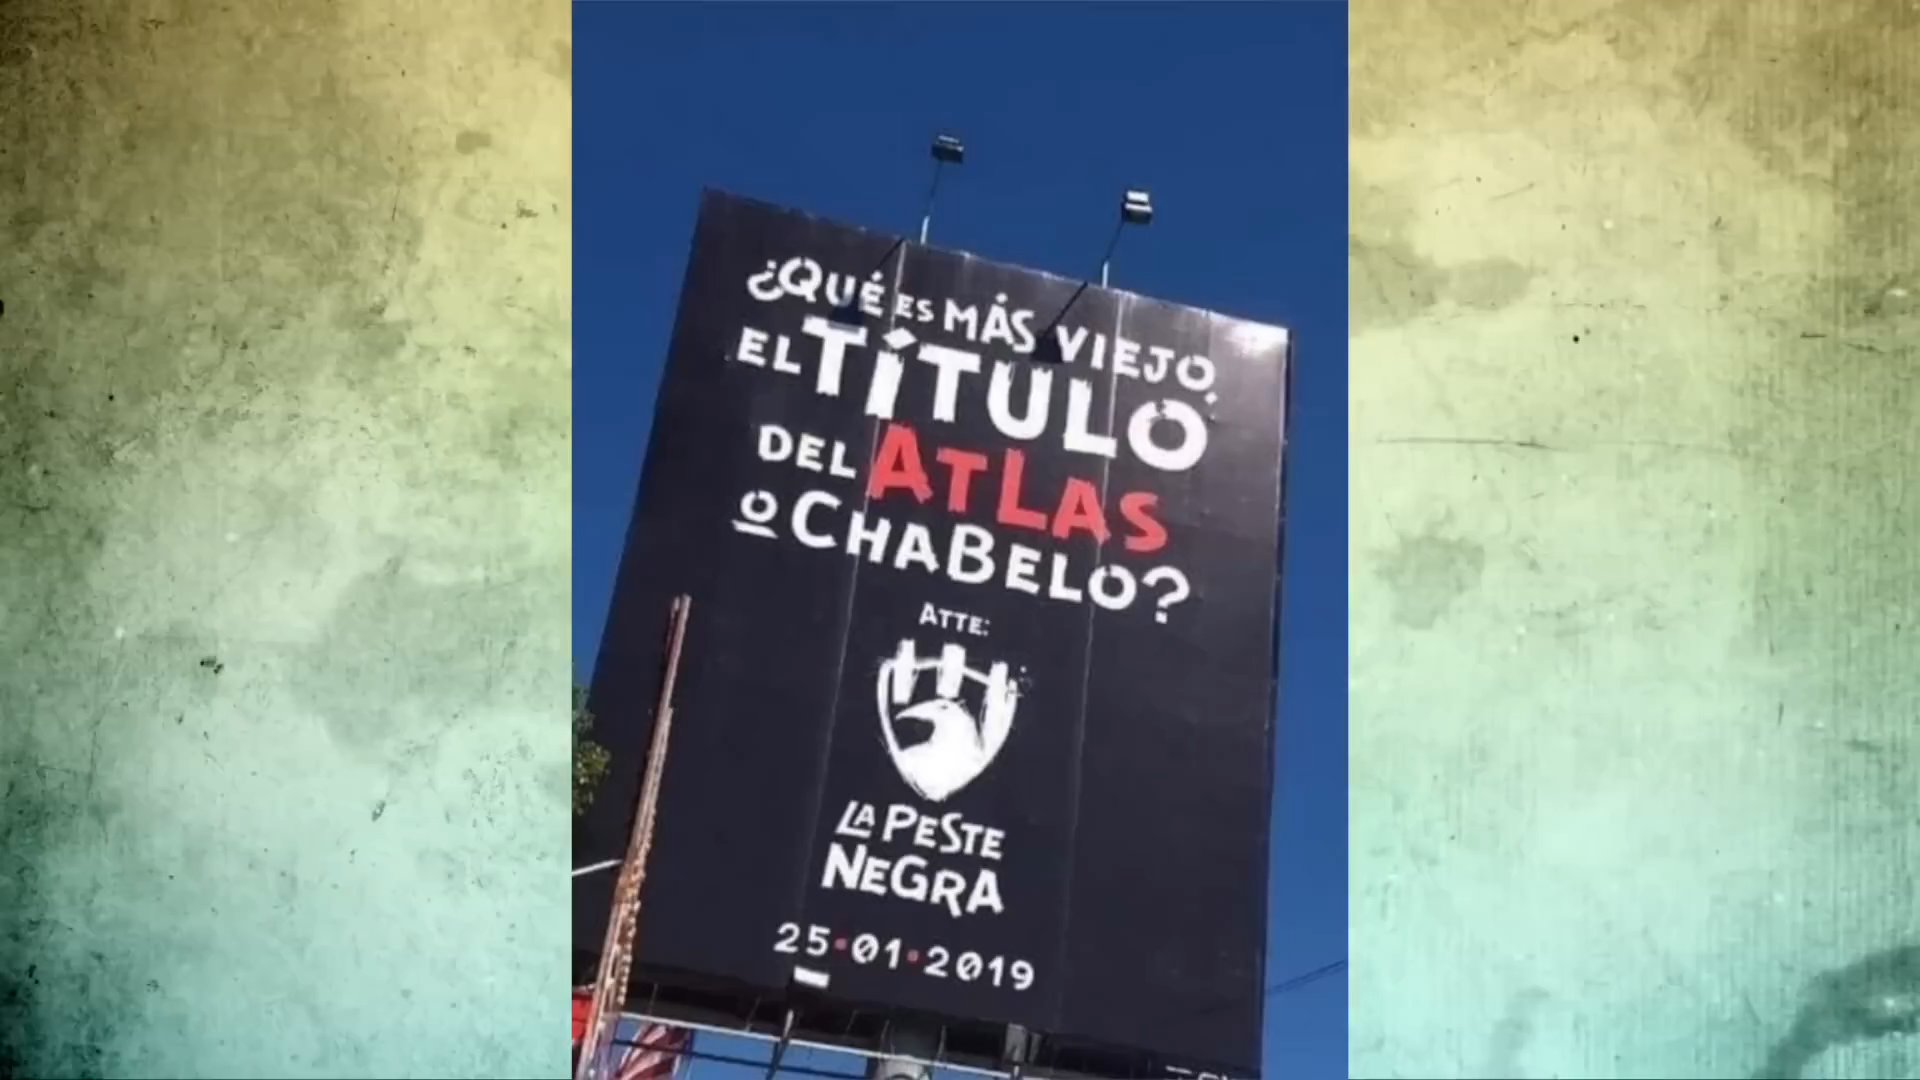 ¿QUÉ ES MÁS VIEJO,
EL TÍTULO
DEL ATLAS
O CHABELO?
ATTE:
LA PESTE
NEGRA
25·01·2019